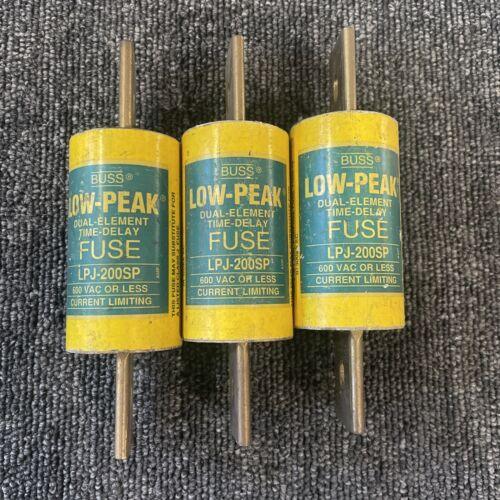 BUSS®
LOW-PEAK®
DUAL-ELEMENT
TIME-DELAY
FUSE
LPJ-200SP
600 VAC OR LESS
CURRENT LIMITING
THIS FUSE MAY SUBSTITUTE FOR
BUSS®
LOW-PEAK®
DUAL-ELEMENT
TIME-DELAY
FUSE
LPJ-200SP
600 VAC OR LESS
CURRENT LIMITING
BUSS®
LOW-PEAK
DUAL-ELEMENT
TIME-DELAY
FUSE
LPJ-200SP
600 VAC OR LESS
CURRENT LIMITING